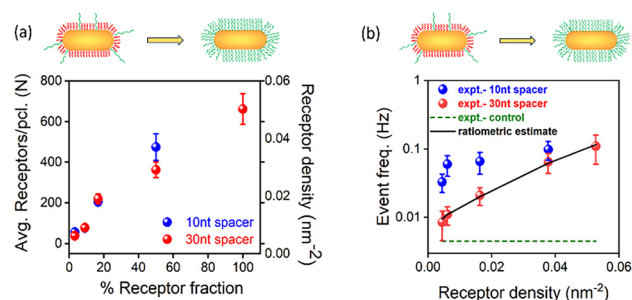 (a)
Avg. Receptors/pcl. (N)
800
600
400
200
0
0.06
0.04
0.02
0.00
Receptor density (nm-2)
10nt spacer
30nt spacer
0 20 40 60 80 100
% Receptor fraction
(b)
Event freq. (Hz)
1
0.1
0.01
expt.- 10nt spacer
expt.- 30nt spacer
expt.- control
ratiometric estimate
0.00 0.02 0.04 0.06
Receptor density (nm-2)